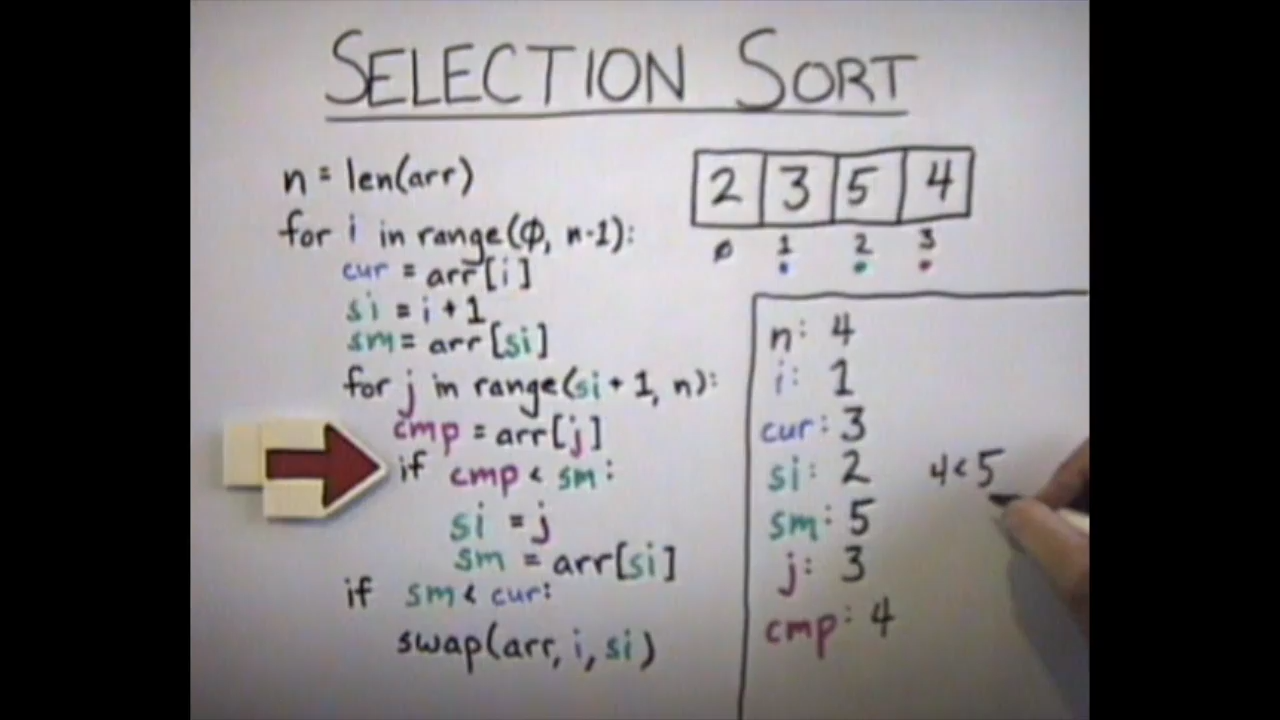 SELECTION SORT
n = len(arr)
for i in range(0, n-1):
cur = arr[i]
si = i + 1
sm = arr[si]
for j in range(si + 1, n):
cmp = arr[j]
if cmp < sm:
si = j
sm = arr[si]
if sm < cur:
swap(arr, i, si)
2 3 5 4
0 1 2 3
n: 4
i: 1
cur: 3
si: 2
4<5
sm: 5
j: 3
cmp: 4